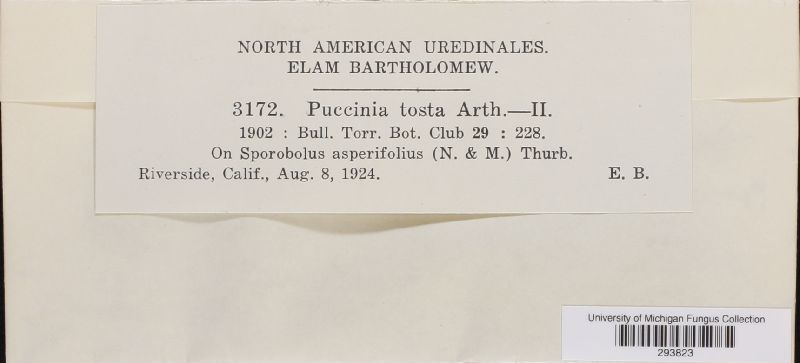 NORTH AMERICAN UREDINALES.
ELAM BARTHOLOMEW.
3172. Puccinia tosta Arth.—II.
1902 : Bull. Torr. Bot. Club 29 : 228.
On Sporobolus asperifolius (N. & M.) Thurb.
Riverside, Calif., Aug. 8, 1924. E. B.
University of Michigan Fungus Collection
293823